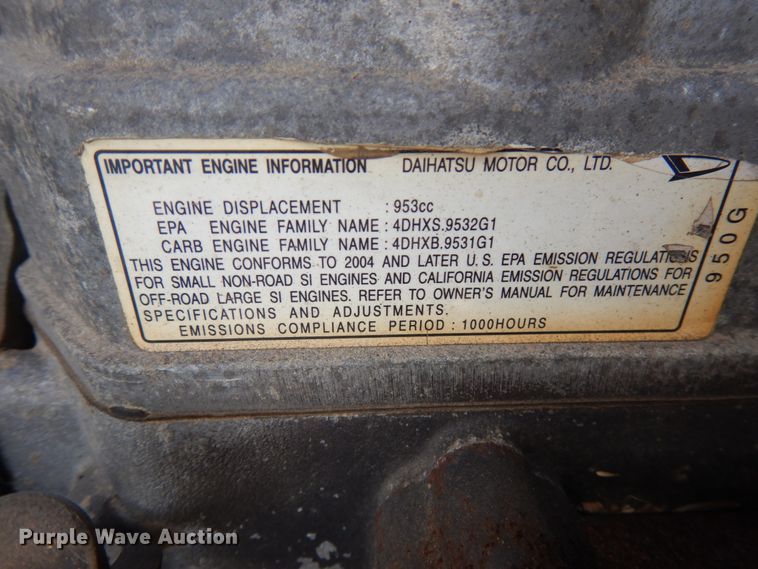 IMPORTANT ENGINE INFORMATION DAIHATSU MOTOR CO., LTD.
ENGINE DISPLACEMENT : 953cc
EPA ENGINE FAMILY NAME : 4DHXS.9532G1
CARB ENGINE FAMILY NAME : 4DHXB.9531G1
THIS ENGINE CONFORMS TO 2004 AND LATER U.S. EPA EMISSION REGULATIONS
FOR SMALL NON-ROAD SI ENGINES AND CALIFORNIA EMISSION REGULATIONS FOR
OFF-ROAD LARGE SI ENGINES. REFER TO OWNER'S MANUAL FOR MAINTENANCE
SPECIFICATIONS AND ADJUSTMENTS.
EMISSIONS COMPLIANCE PERIOD : 1000HOURS
950G
Purple Wave Auction